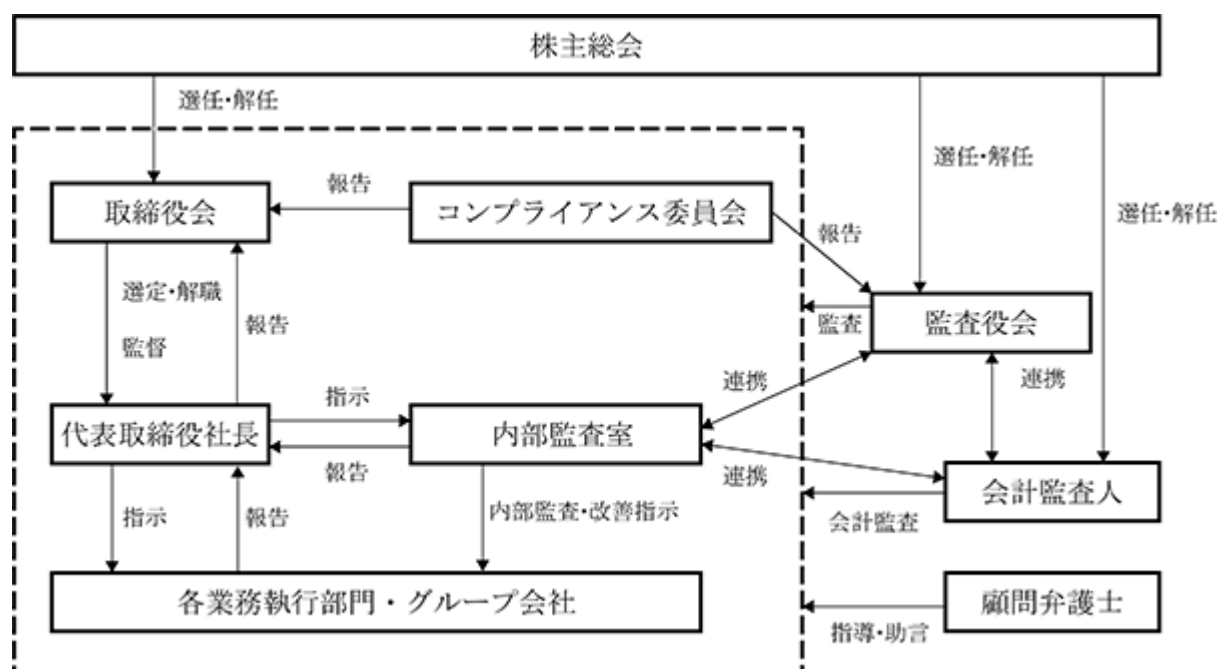 株主総会
選任・解任
選任・解任
選任・解任
取締役会
報告
コンプライアンス委員会
報告
選定・解職
監督
報告
監査
監査役会
連携
連携
代表取締役社長
指示
報告
内部監査室
連携
会計監査人
会計監査
指示
報告
内部監査・改善指示
各業務執行部門・グループ会社
顧問弁護士
指導・助言